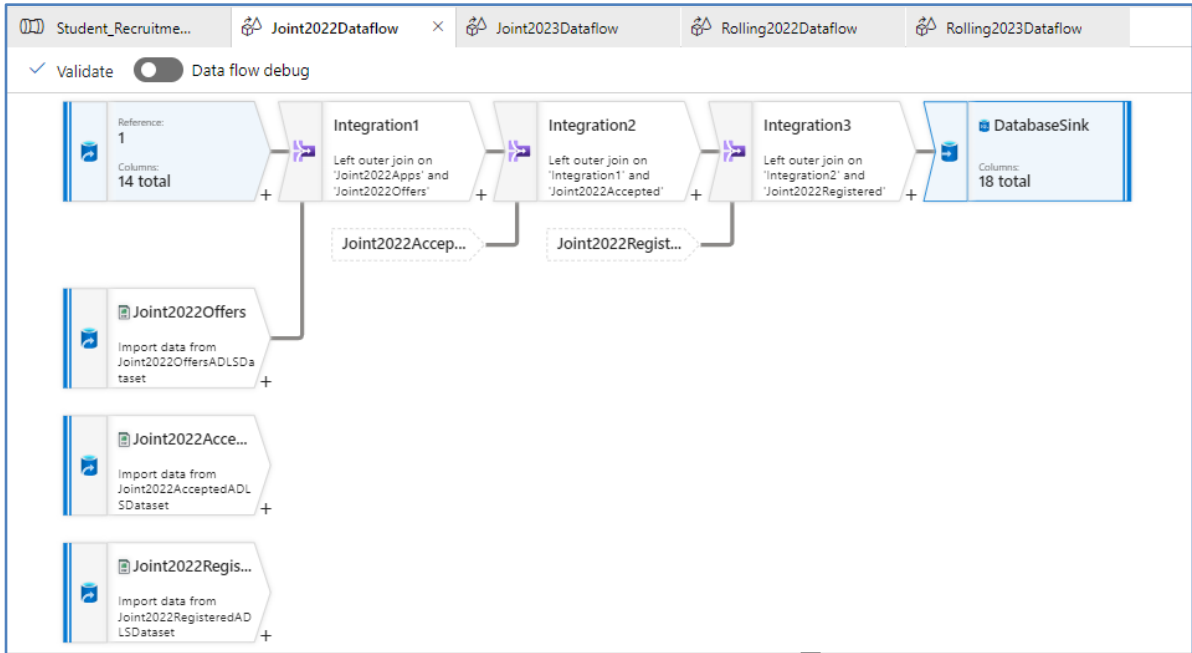 Student_Recruitme...
Joint2022Dataflow
×
Joint2023Dataflow
Rolling2022Dataflow
Rolling2023Dataflow
Validate
Data flow debug
Reference:
1
Columns:
14 total
+
Integration1
Left outer join on
'Joint2022Apps' and
'Joint2022Offers'
+
Integration2
Left outer join on
'Integration1' and
'Joint2022Accepted'
+
Integration3
Left outer join on
'Integration2' and
'Joint2022Registered'
+
DatabaseSink
Columns:
18 total
Joint2022Accep...
Joint2022Regist...
Joint2022Offers
Import data from
Joint2022OffersADLSDa
taset
+
Joint2022Acce...
Import data from
Joint2022AcceptedADL
SDataset
+
Joint2022Regis...
Import data from
Joint2022RegisteredAD
LSDataset
+